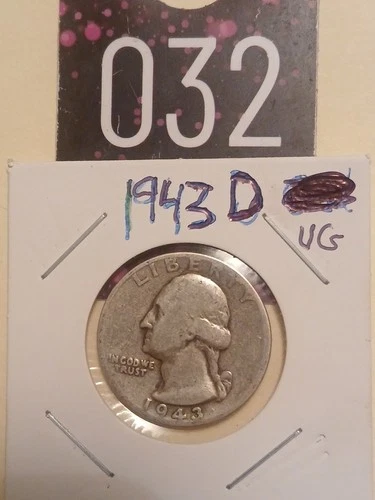 032
1943 D
VG
LIBERTY
IN GOD WE
TRUST
1943